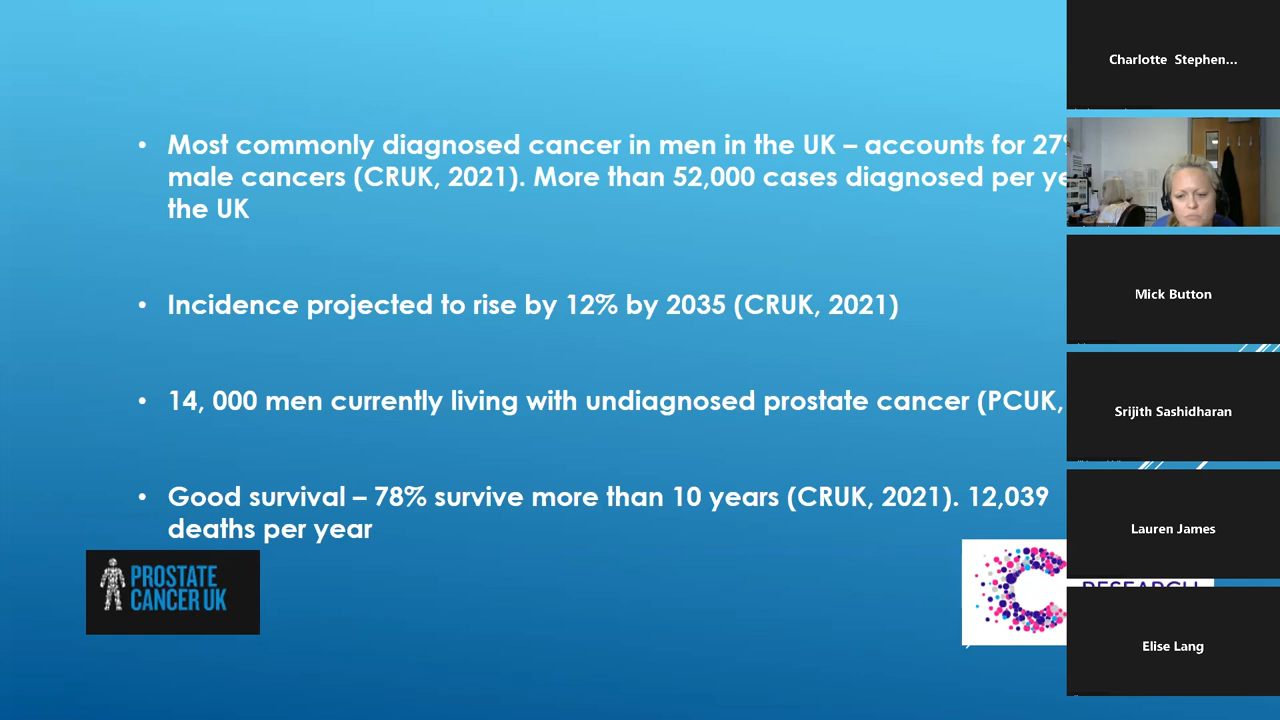 • Most commonly diagnosed cancer in men in the UK – accounts for 27%
male cancers (CRUK, 2021). More than 52,000 cases diagnosed per
the UK
• Incidence projected to rise by 12% by 2035 (CRUK, 2021)
• 14, 000 men currently living with undiagnosed prostate cancer (PCUK,
• Good survival – 78% survive more than 10 years (CRUK, 2021). 12,039
deaths per year
PROSTATE
CANCER UK
RESEARCH
Charlotte Stephen...
Mick Button
Srijith Sashidharan
Lauren James
Elise Lang